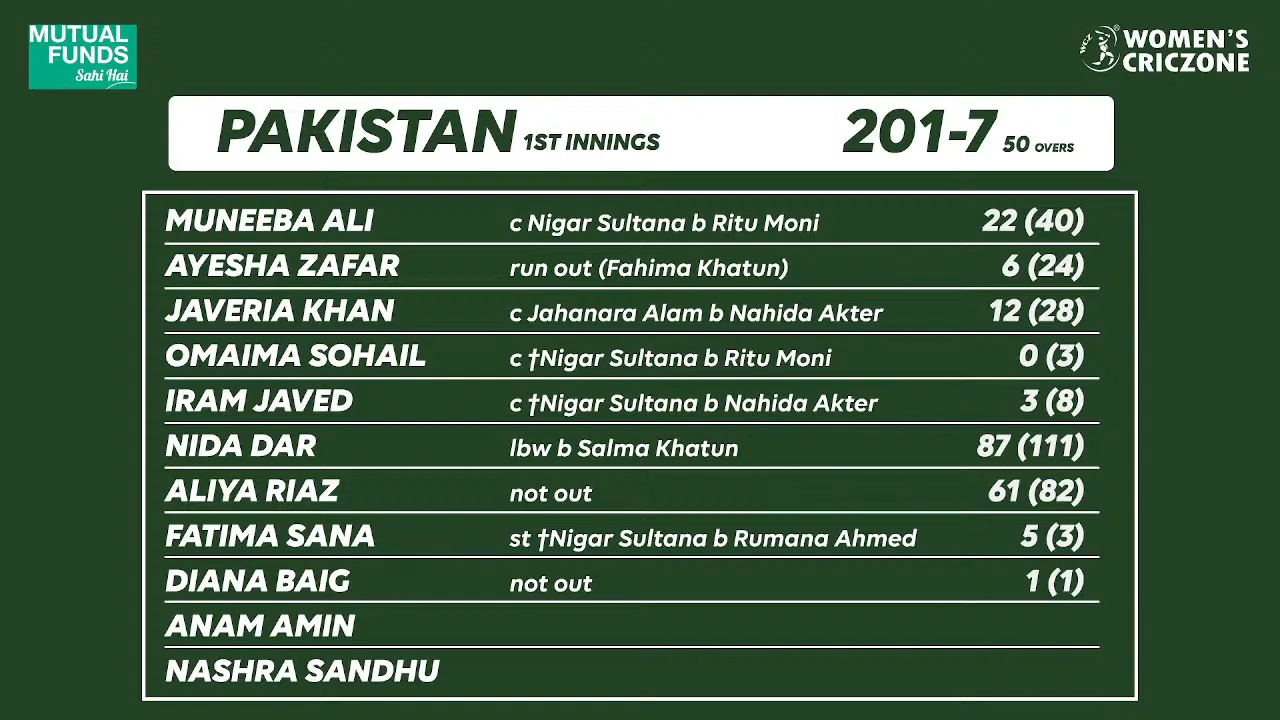 MUTUAL
FUNDS
Sahi Hai
WCZ
WOMEN'S
CRICZONE
PAKISTAN 1ST INNINGS 201-7 50 OVERS
MUNEEBA ALI c Nigar Sultana b Ritu Moni 22 (40)
AYESHA ZAFAR run out (Fahima Khatun) 6 (24)
JAVERIA KHAN c Jahanara Alam b Nahida Akter 12 (28)
OMAIMA SOHAIL c †Nigar Sultana b Ritu Moni 0 (3)
IRAM JAVED c †Nigar Sultana b Nahida Akter 3 (8)
NIDA DAR lbw b Salma Khatun 87 (111)
ALIYA RIAZ not out 61 (82)
FATIMA SANA st †Nigar Sultana b Rumana Ahmed 5 (3)
DIANA BAIG not out 1 (1)
ANAM AMIN
NASHRA SANDHU